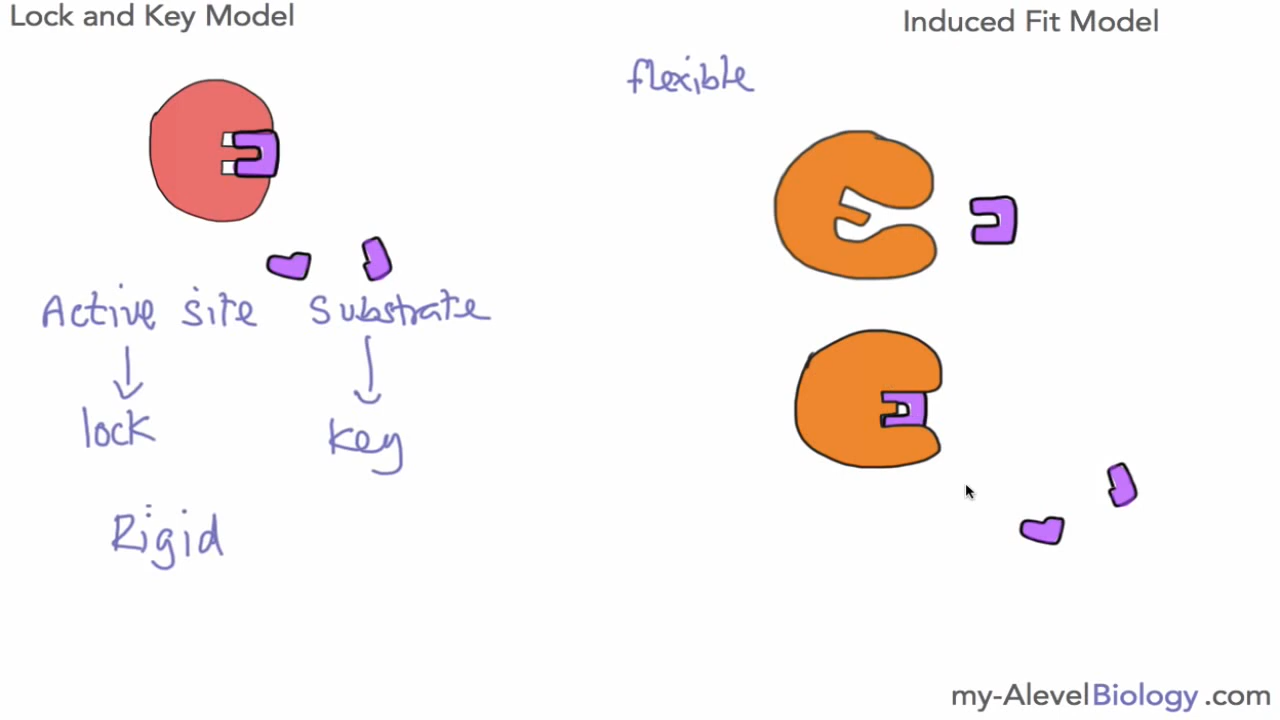 Lock and Key Model
Induced Fit Model
flexible
Active site
Substrate
lock
key
Rigid
my-AlevelBiology.com